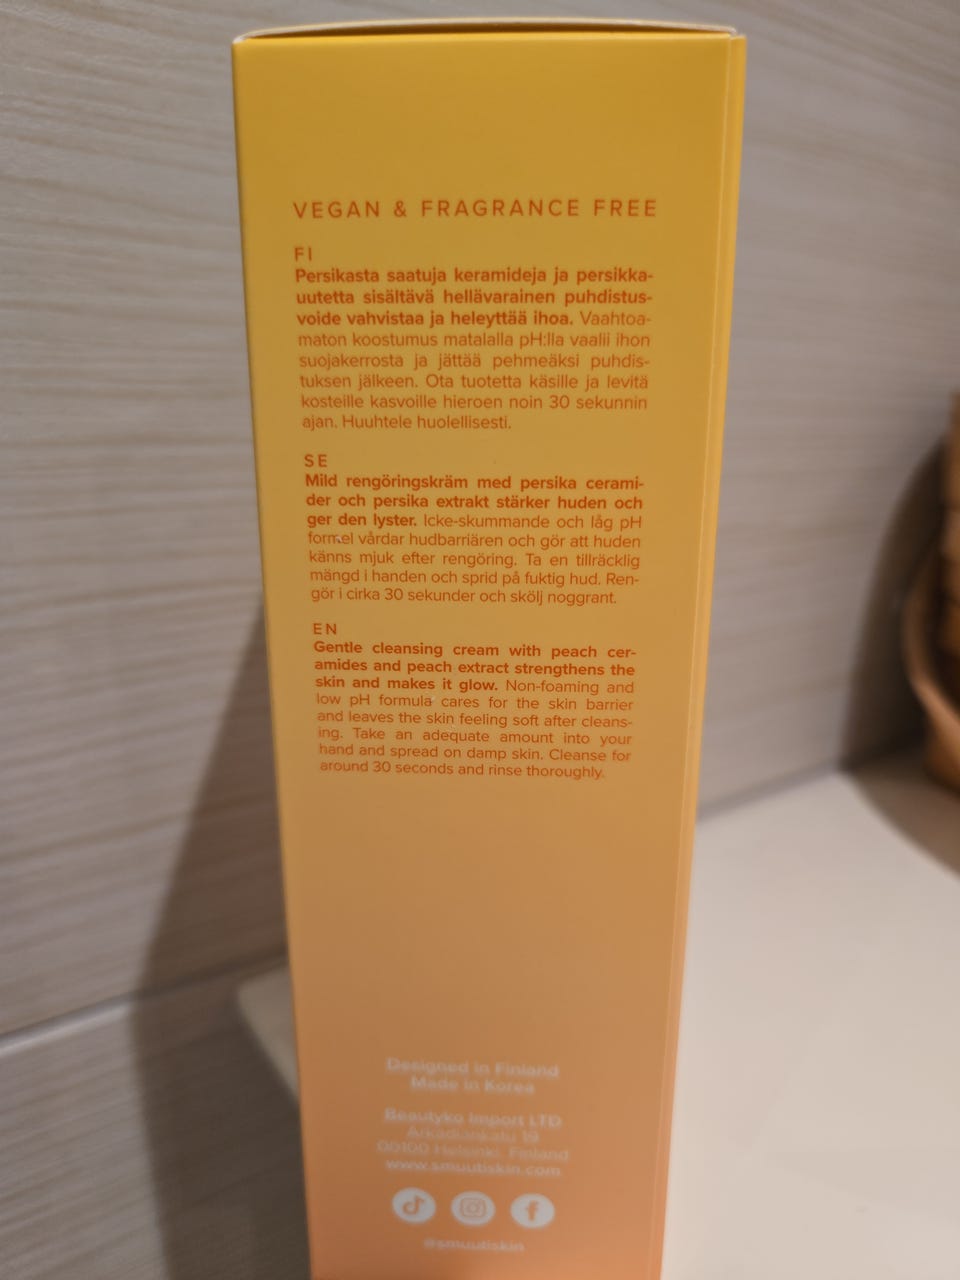 VEGAN & FRAGRANCE FREE
FI
Persikasta saatuja keramideja ja persikka-
uutetta sisältävä hellävarainen puhdistus-
voide vahvistaa ja heleyttää ihoa. Vaahtoa-
maton koostumus matalalla pH:lla vaalii ihon
suojakerrosta ja jättää pehmeäksi puhdis-
tuksen jälkeen. Ota tuotetta käsille ja levitä
kosteille kasvoille hieroen noin 30 sekunnin
ajan. Huuhtele huolellisesti.
SE
Mild rengöringskräm med persika cerami-
der och persika extrakt stärker huden och
ger den lyster. Icke-skummande och låg pH
formel vårdar hudbarriären och gör att huden
känns mjuk efter rengöring. Ta en tillräcklig
mängd i handen och sprid på fuktig hud. Ren-
gör i cirka 30 sekunder och skölj noggrant.
EN
Gentle cleansing cream with peach cer-
amides and peach extract strengthens the
skin and makes it glow. Non-foaming and
low pH formula cares for the skin barrier
and leaves the skin feeling soft after cleans-
ing. Take an adequate amount into your
hand and spread on damp skin. Cleanse for
around 30 seconds and rinse thoroughly.
Designed in Finland
Made in Korea
Beautyko Import LTD
Arkadiankatu 19
00100 Helsinki, Finland
www.smuutiskin.com
@smuutiskin